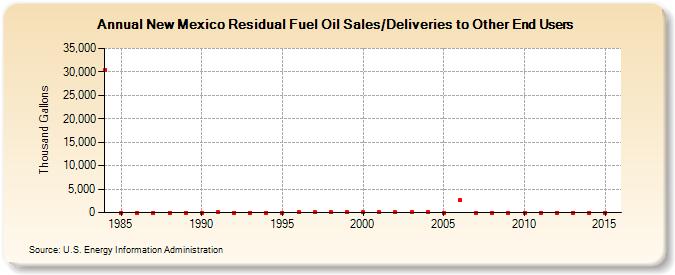 Annual New Mexico Residual Fuel Oil Sales/Deliveries to Other End Users
Thousand Gallons
35,000
30,000
25,000
20,000
15,000
10,000
5,000
0
1985 1990 1995 2000 2005 2010 2015
Source: U.S. Energy Information Administration